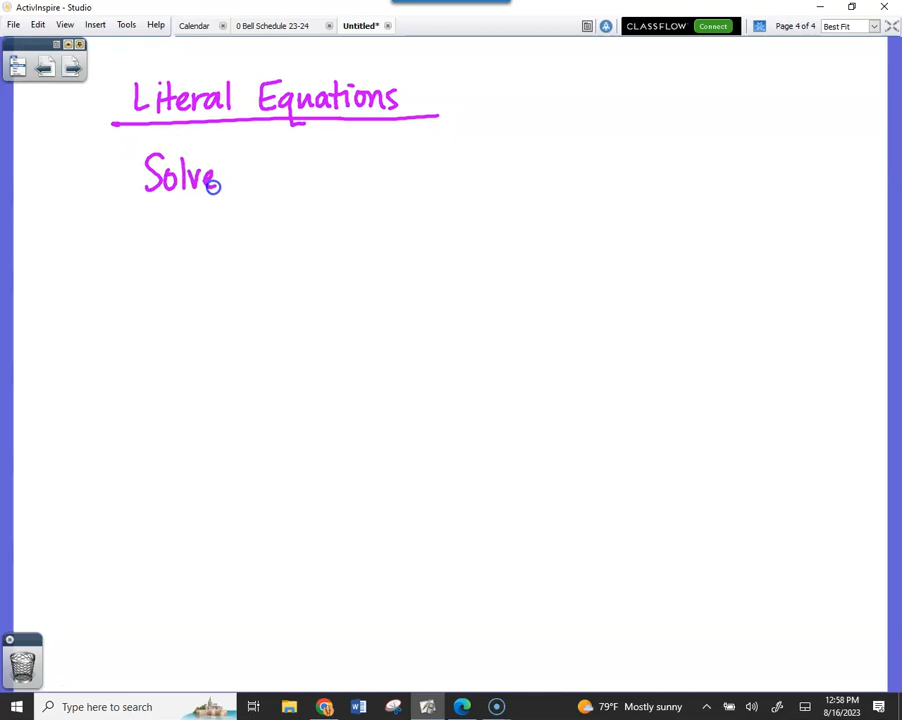 ActivInspire - Studio
File Edit View Insert Tools Help Calendar 0 Bell Schedule 23-24 Untitled* CLASSFLOW Connect Page 4 of 4 Best Fit
Literal Equations
Solve
Type here to search 79°F Mostly sunny 12:58 PM
8/16/2023